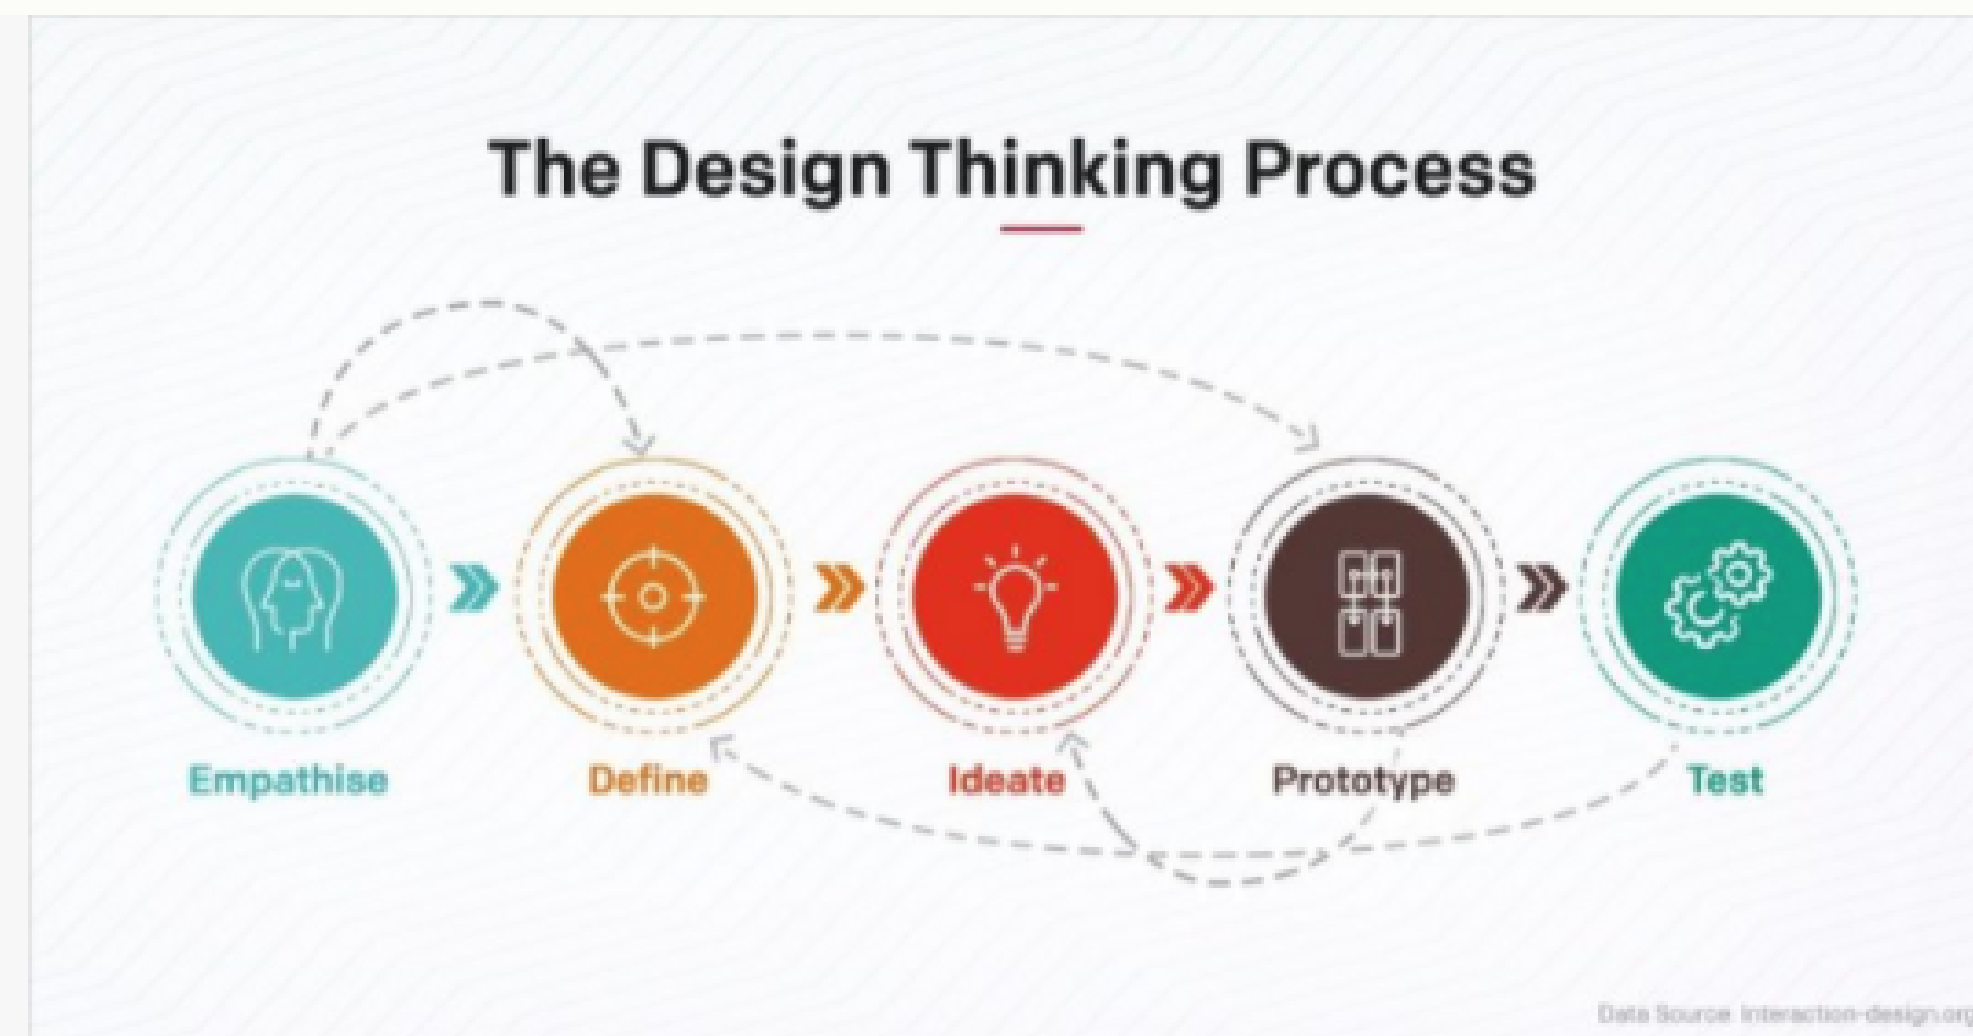 The Design Thinking Process
Empathise
Define
Ideate
Prototype
Test
Data Source: Interaction-design.org